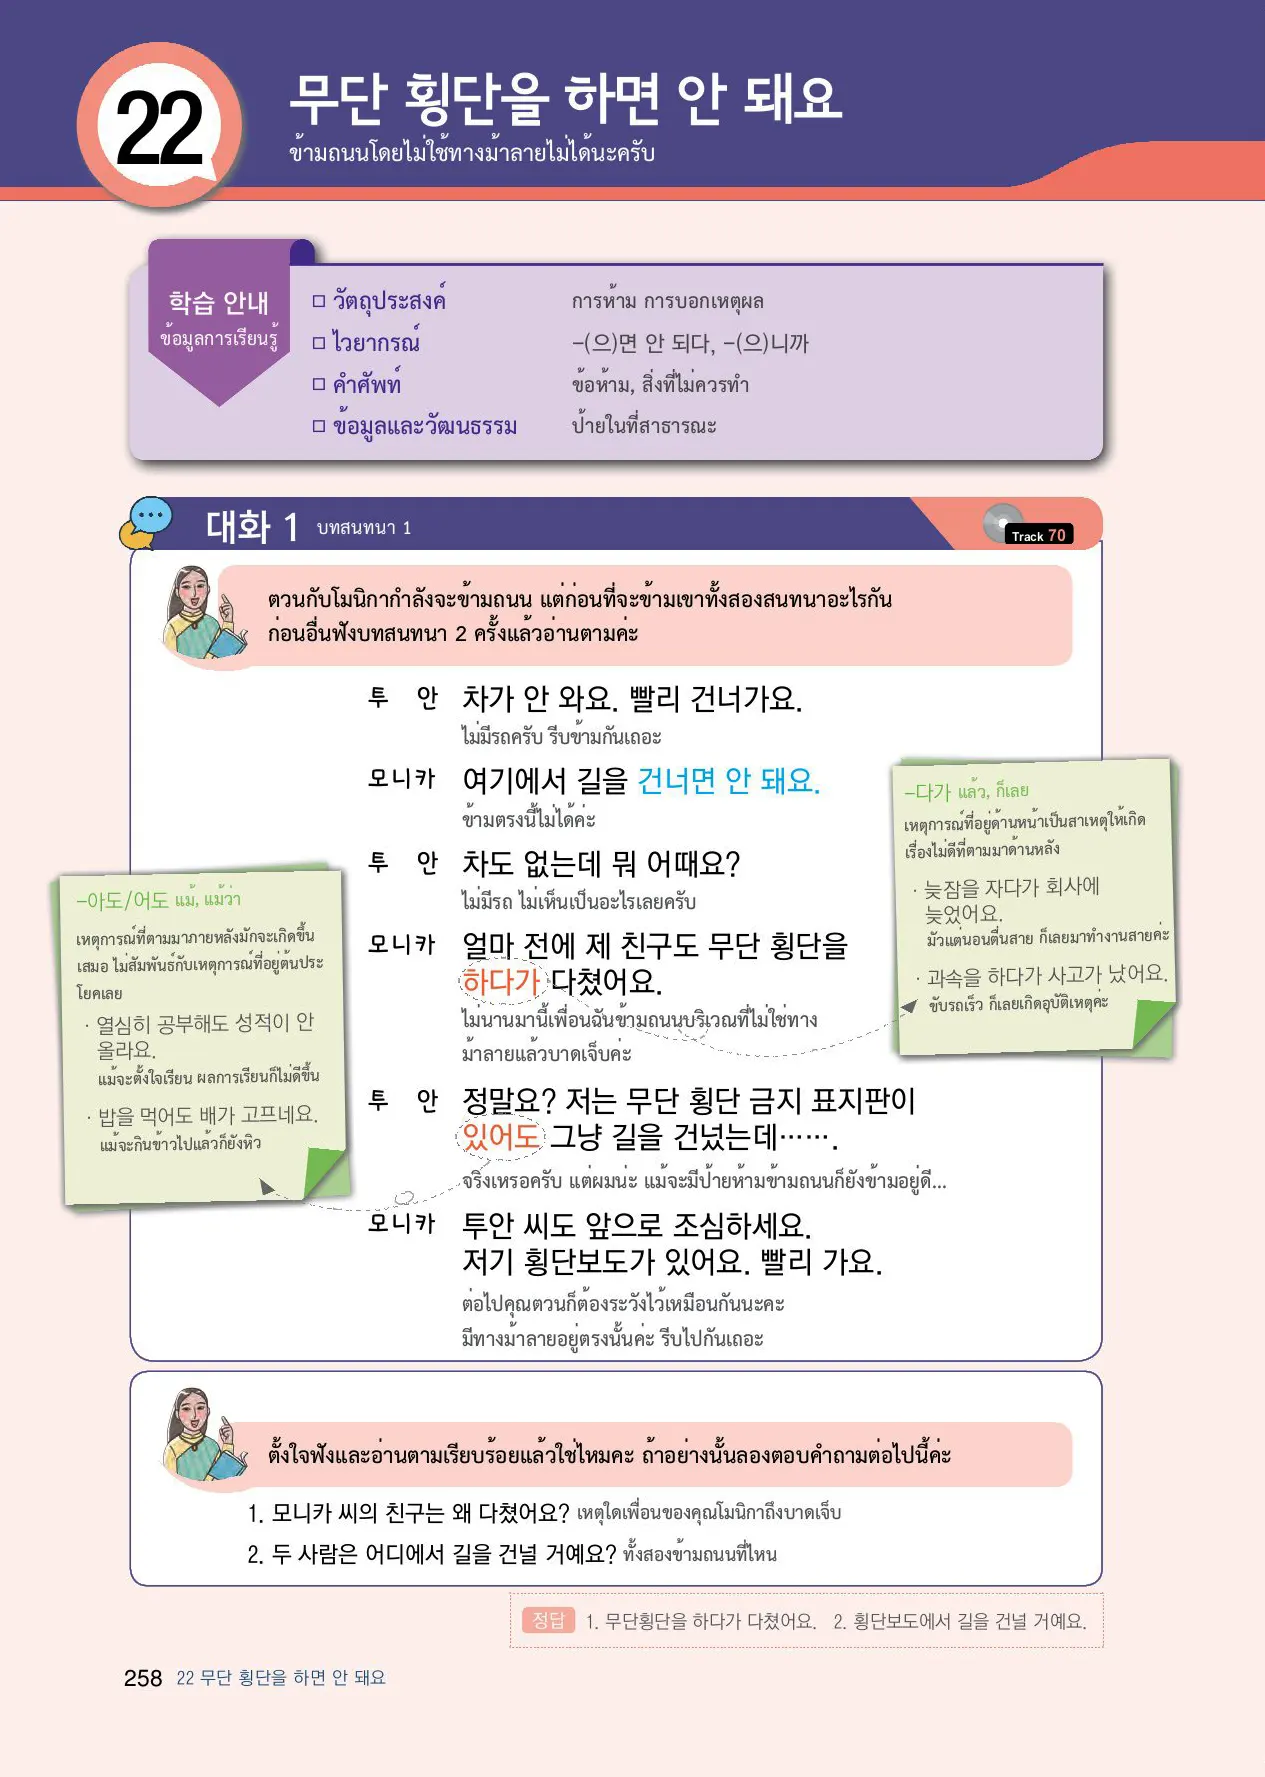 22
무단 횡단을 하면 안 돼요
ข้ามถนนโดยไม่ใช้ทางม้าลายไม่ได้นะครับ
학습 안내
ข้อมูลการเรียนรู้
□ วัตถุประสงค์ การห้าม การบอกเหตุผล
□ ไวยากรณ์ -(으)면 안 되다, -(으)니까
□ คำศัพท์ ข้อห้าม, สิ่งที่ไม่ควรทำ
□ ข้อมูลและวัฒนธรรม ป้ายในที่สาธารณะ
대화 1 บทสนทนา 1
Track 70
ตวนกับโมนิกากำลังจะข้ามถนน แต่ก่อนที่จะข้ามเขาทั้งสองสนทนาอะไรกัน
ก่อนอื่นฟังบทสนทนา 2 ครั้งแล้วอ่านตามค่ะ
투 안 차가 안 와요. 빨리 건너가요.
ไม่มีรถครับ รีบข้ามกันเถอะ
모니카 여기에서 길을 건너면 안 돼요.
ข้ามตรงนี้ไม่ได้ค่ะ
투 안 차도 없는데 뭐 어때요?
ไม่มีรถ ไม่เห็นเป็นอะไรเลยครับ
모니카 얼마 전에 제 친구도 무단 횡단을
하다가 다쳤어요.
ไม่นานมานี้เพื่อนฉันข้ามถนนบริเวณที่ไม่ใช่ทาง
ม้าลายแล้วบาดเจ็บค่ะ
투 안 정말요? 저는 무단 횡단 금지 표지판이
있어도 그냥 길을 건넜는데…….
จริงเหรอครับ แต่ผมน่ะ แม้จะมีป้ายห้ามข้ามถนนก็ยังข้ามอยู่ดี...
모니카 투안 씨도 앞으로 조심하세요.
저기 횡단보도가 있어요. 빨리 가요.
ต่อไปคุณตวนก็ต้องระวังไว้เหมือนกันนะคะ
มีทางม้าลายอยู่ตรงนั้นค่ะ รีบไปกันเถอะ
-다가 แล้ว, ก็เลย
เหตุการณ์ที่อยู่ด้านหน้าเป็นสาเหตุให้เกิด
เรื่องไม่ดีที่ตามมาด้านหลัง
· 늦잠을 자다가 회사에
늦었어요.
มัวแต่นอนตื่นสาย ก็เลยมาทำงานสายค่ะ
· 과속을 하다가 사고가 났어요.
ขับรถเร็ว ก็เลยเกิดอุบัติเหตุค่ะ
-아도/어도 แม้, แม้ว่า
เหตุการณ์ที่ตามมาภายหลังมักจะเกิดขึ้น
เสมอ ไม่สัมพันธ์กับเหตุการณ์ที่อยู่ต้นประ
โยคเลย
· 열심히 공부해도 성적이 안
올라요.
แม้จะตั้งใจเรียน ผลการเรียนก็ไม่ดีขึ้น
· 밥을 먹어도 배가 고프네요.
แม้จะกินข้าวไปแล้วก็ยังหิว
ตั้งใจฟังและอ่านตามเรียบร้อยแล้วใช่ไหมคะ ถ้าอย่างนั้นลองตอบคำถามต่อไปนี้ค่ะ
1. 모니카 씨의 친구는 왜 다쳤어요? เหตุใดเพื่อนของคุณโมนิกาถึงบาดเจ็บ
2. 두 사람은 어디에서 길을 건널 거예요? ทั้งสองข้ามถนนที่ไหน
정답 1. 무단횡단을 하다가 다쳤어요. 2. 횡단보도에서 길을 건널 거예요.
258 22 무단 횡단을 하면 안 돼요